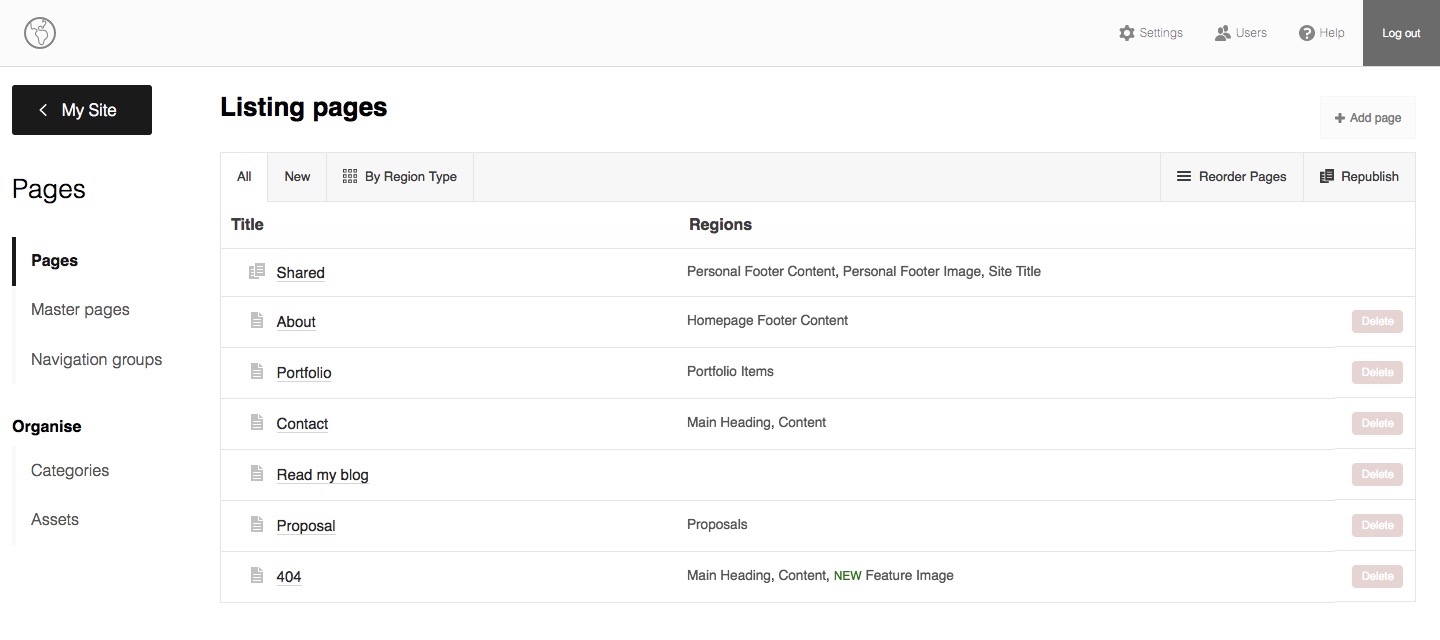 Settings Users Help Log out
My Site
Listing pages
Add page
Pages
All New By Region Type Reorder Pages Republish
Title Regions
Pages
Shared Personal Footer Content, Personal Footer Image, Site Title
Master pages
About Homepage Footer Content Delete
Navigation groups
Portfolio Portfolio Items Delete
Organise
Contact Main Heading, Content Delete
Categories
Read my blog Delete
Assets
Proposal Proposals Delete
404 Main Heading, Content, NEW Feature Image Delete